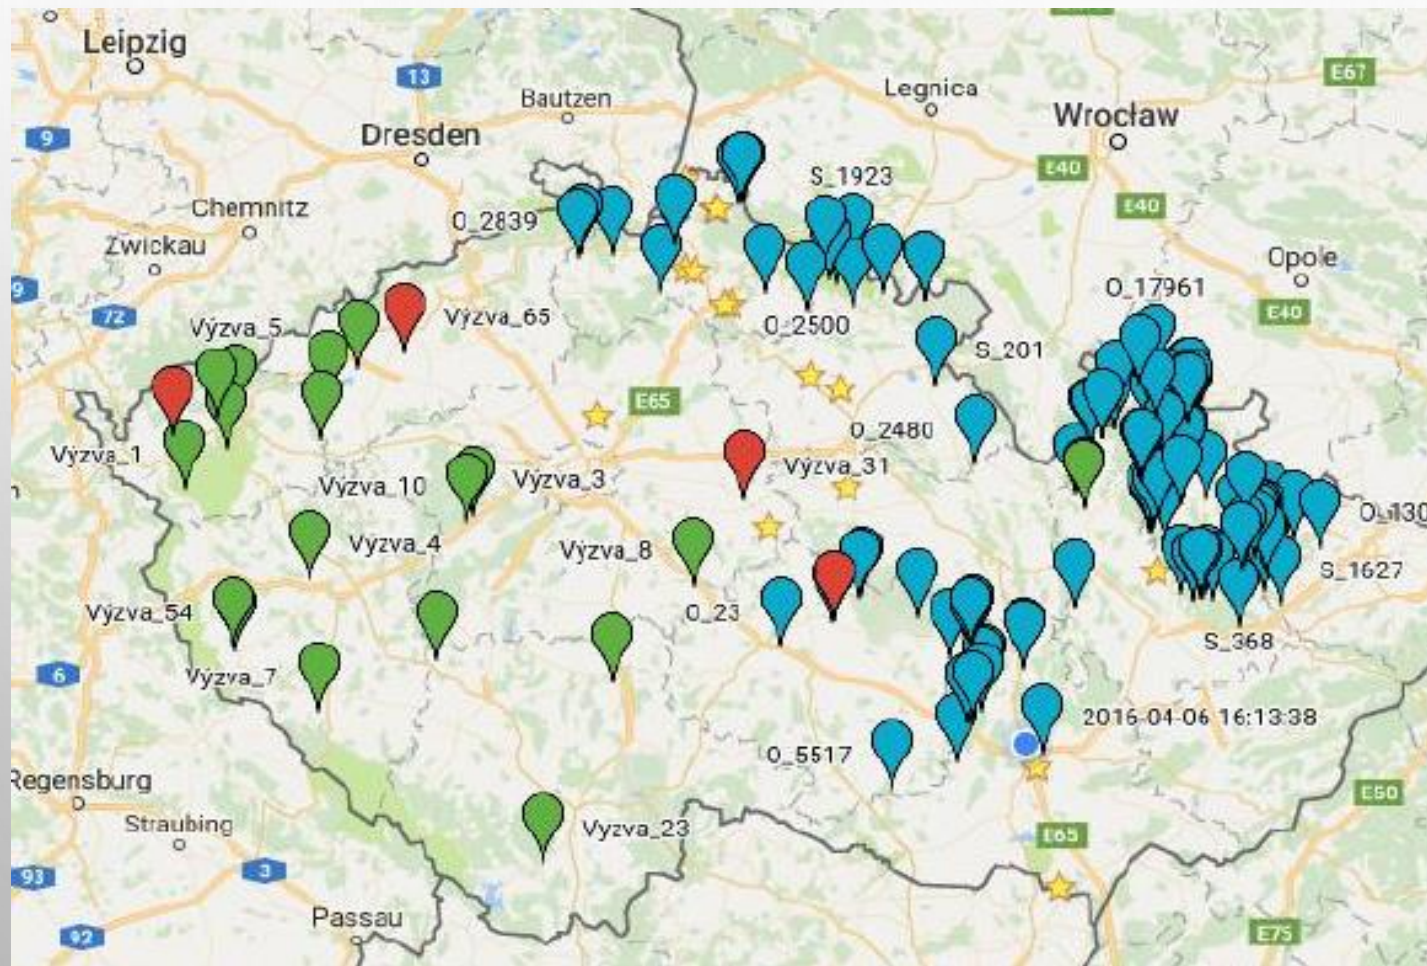 Leipzig
13
E67
Bautzen
Legnica
Dresden
Wrocław
9
E40
S_1923
Chemnitz
O_2839
E40
Zwickau
Opole
9
72
O_17961
Výzva_5
Výzva_65
O_2500
E40
S_201
E65
O_2480
Výzva_1
Výzva_31
Výzva_10
Výzva_3
O_130
Výzva_4
Výzva_8
S_1627
Výzva_54
O_23
S_368
6
Výzva_7
2016-04-06 16:13:38
O_5517
Regensburg
E50
Straubing
Vyzva_23
E65
93
3
Passau
92
E75